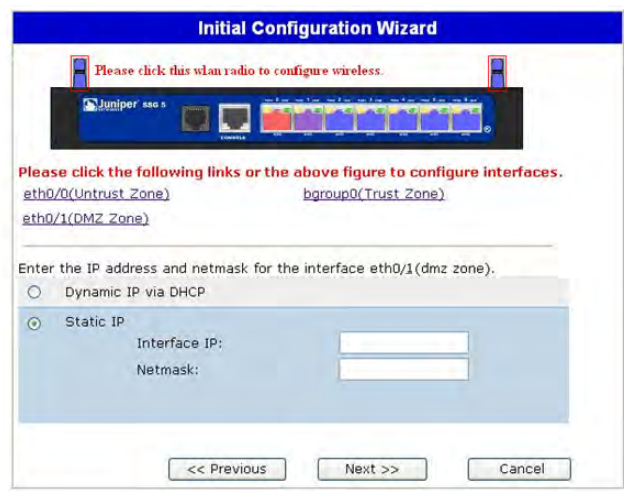 Initial Configuration Wizard
Please click this wlan radio to configure wireless.
Juniper SSG 5
NETWORKS
CONSOLE
Please click the following links or the above figure to configure interfaces.
eth0/0(Untrust Zone) bgroup0(Trust Zone)
eth0/1(DMZ Zone)
Enter the IP address and netmask for the interface eth0/1(dmz zone).
Dynamic IP via DHCP
Static IP
Interface IP:
Netmask:
<< Previous Next >> Cancel